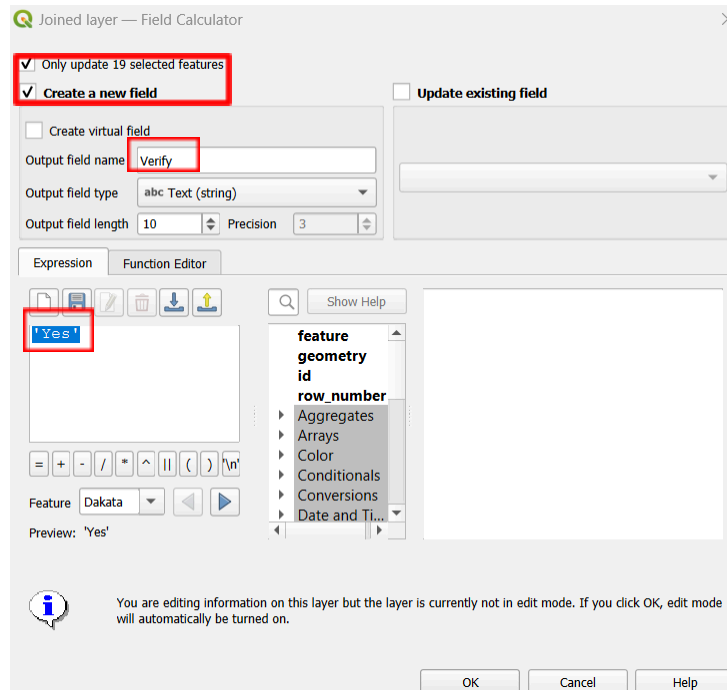 Joined layer — Field Calculator
Only update 19 selected features
Create a new field
Update existing field
Create virtual field
Output field name Verify
Output field type abc Text (string)
Output field length 10 Precision 3
Expression Function Editor
Show Help
'Yes'
feature
geometry
id
row_number
Aggregates
Arrays
Color
Conditionals
Conversions
Date and Ti...
= + - / * ^ || ( ) '\n'
Feature Dakata
Preview: 'Yes'
You are editing information on this layer but the layer is currently not in edit mode. If you click OK, edit mode
will automatically be turned on.
OK Cancel Help